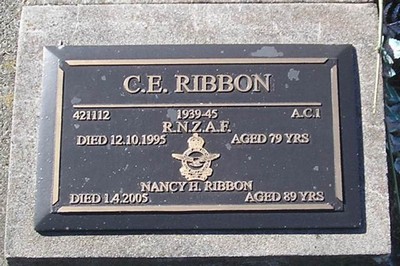 C.E. RIBBON
421112 1939-45 A.C.1
R.N.Z.A.F.
DIED 12.10.1995 AGED 79 YRS
NANCY H. RIBBON
DIED 1.4.2005 AGED 89 YRS